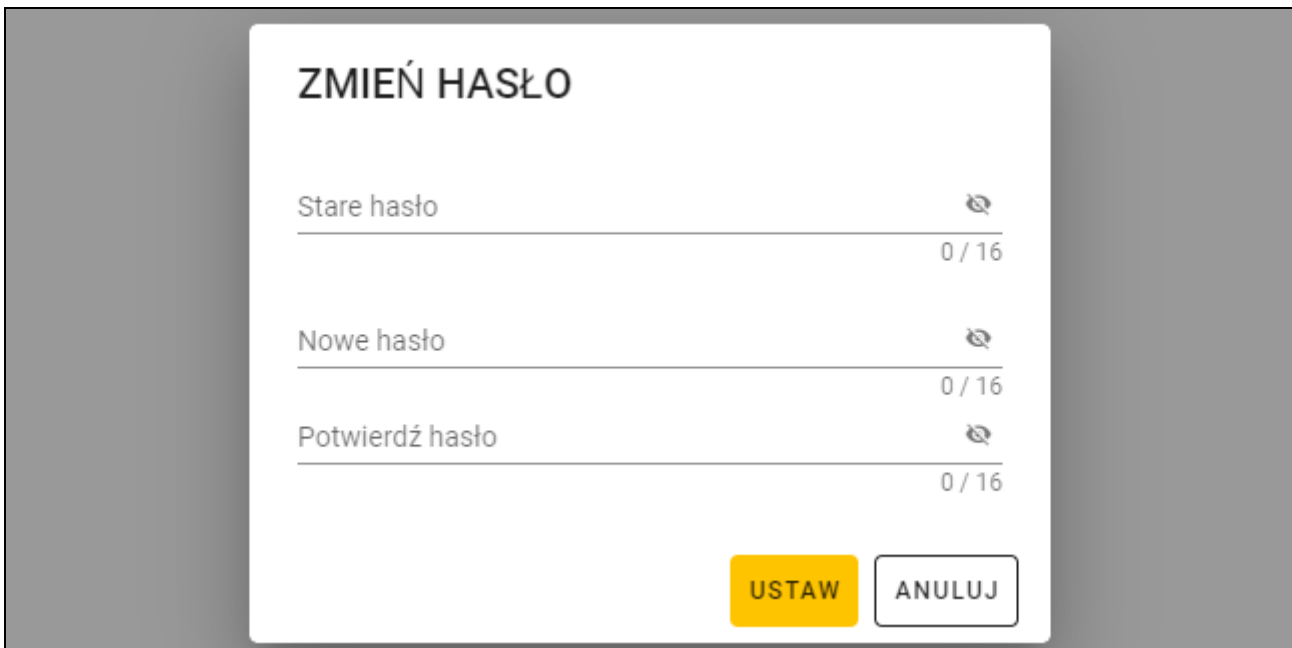 ZMIEŃ HASŁO
Stare hasło
0 / 16
Nowe hasło
0 / 16
Potwierdź hasło
0 / 16
USTAW ANULUJ